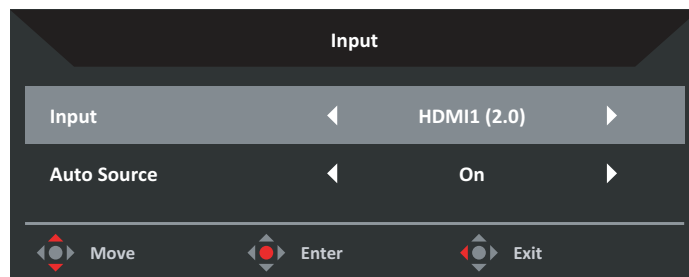 Input
Input HDMI1 (2.0)
Auto Source On
Move Enter Exit